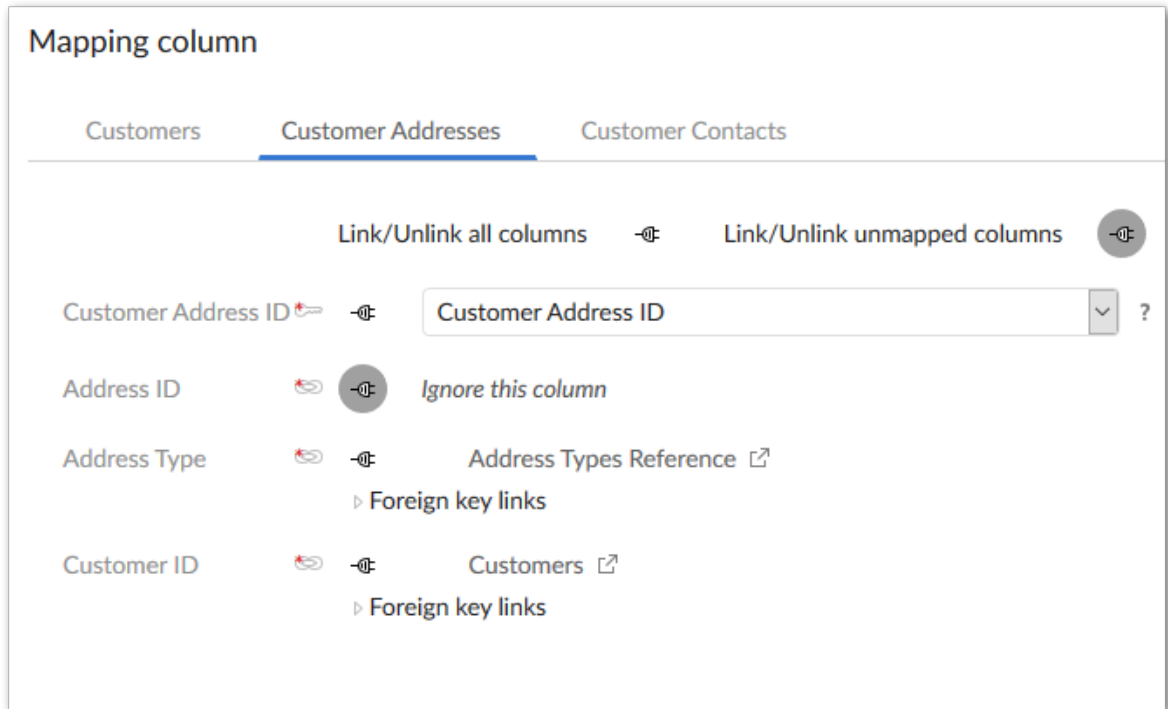 Mapping column
Customers Customer Addresses Customer Contacts
Link/Unlink all columns Link/Unlink unmapped columns
Customer Address ID Customer Address ID ?
Address ID Ignore this column
Address Type Address Types Reference
Foreign key links
Customer ID Customers
Foreign key links